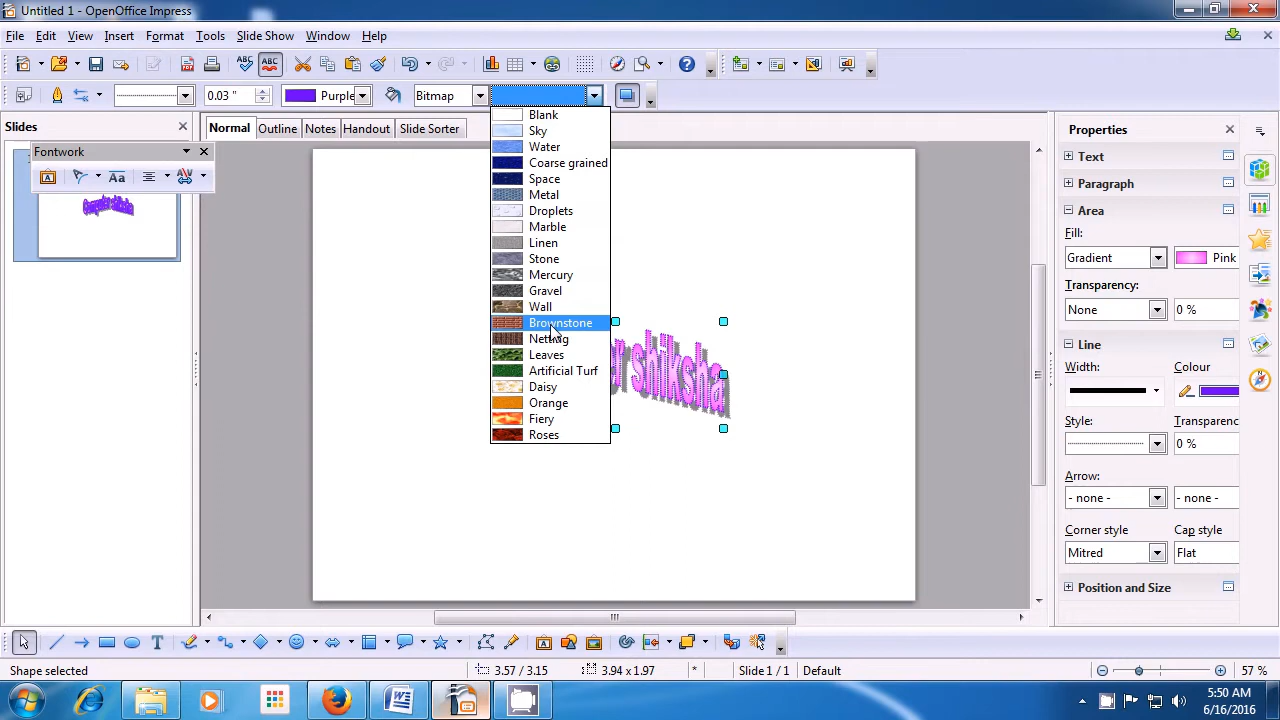 Untitled 1 - OpenOffice Impress
File Edit View Insert Format Tools Slide Show Window Help
0.03 " Purple Bitmap
Slides
Normal Outline Notes Handout Slide Sorter
Fontwork
Blank
Sky
Water
Coarse grained
Space
Metal
Droplets
Marble
Linen
Stone
Mercury
Gravel
Wall
Brownstone
Netting
Leaves
Artificial Turf
Daisy
Orange
Fiery
Roses
Properties
Text
Paragraph
Area
Fill:
Gradient Pink
Transparency:
None 0 %
Line
Width: Colour
Style: Transparenc
0 %
Arrow:
- none - - none -
Corner style Cap style
Mitred Flat
Position and Size
Shape selected 3.57 / 3.15 3.94 x 1.97 * Slide 1 / 1 Default 57 %
5:50 AM
6/16/2016